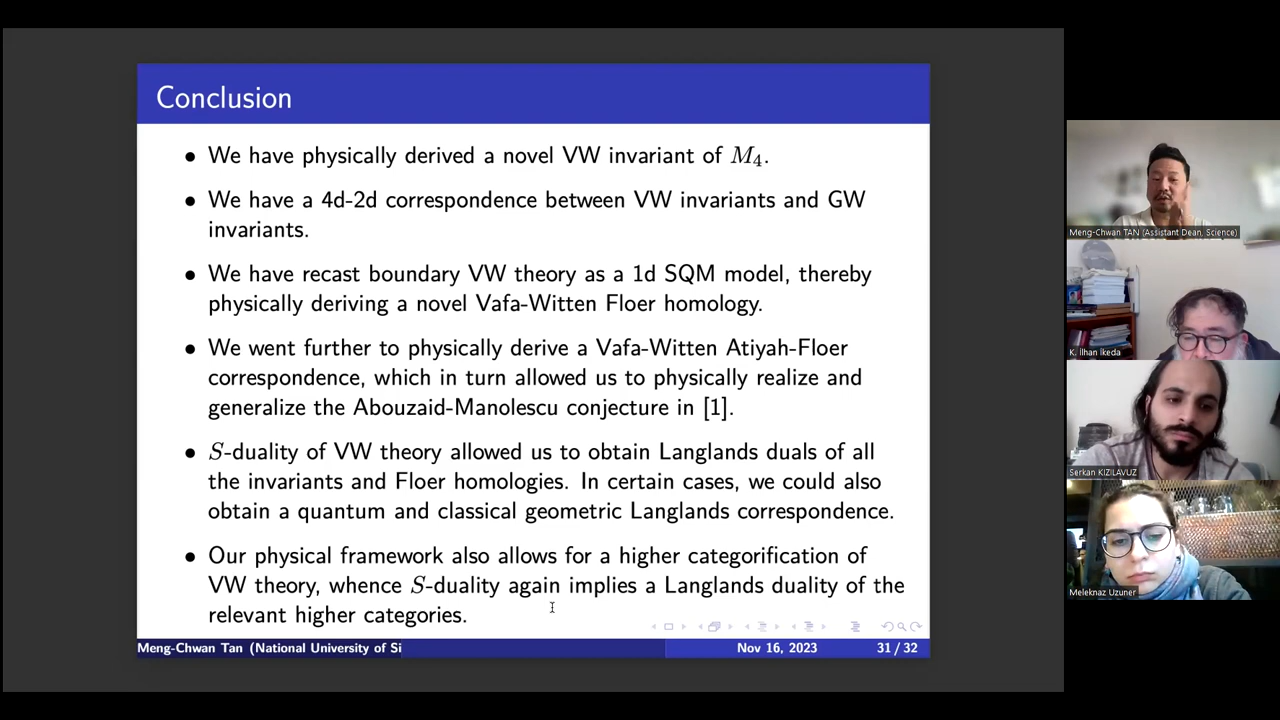 Conclusion
• We have physically derived a novel VW invariant of M₄.
• We have a 4d-2d correspondence between VW invariants and GW
invariants.
• We have recast boundary VW theory as a 1d SQM model, thereby
physically deriving a novel Vafa-Witten Floer homology.
• We went further to physically derive a Vafa-Witten Atiyah-Floer
correspondence, which in turn allowed us to physically realize and
generalize the Abouzaid-Manolescu conjecture in [1].
• S-duality of VW theory allowed us to obtain Langlands duals of all
the invariants and Floer homologies. In certain cases, we could also
obtain a quantum and classical geometric Langlands correspondence.
• Our physical framework also allows for a higher categorification of
VW theory, whence S-duality again implies a Langlands duality of the
relevant higher categories.
Meng-Chwan Tan (National University of Si
Nov 16, 2023
31 / 32
Meng-Chwan TAN (Assistant Dean, Science)
K. İlhan İkeda
Serkan KIZILAVUZ
Meleknaz Uzuner